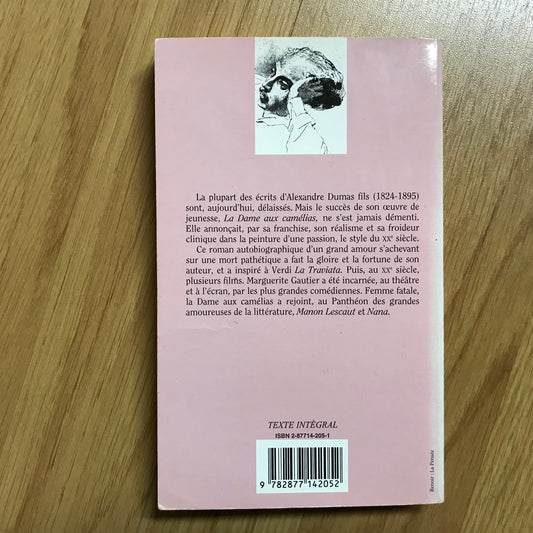 La plupart des écrits d'Alexandre Dumas fils (1824-1895)
sont, aujourd'hui, délaissés. Mais le succès de son œuvre de
jeunesse, La Dame aux camélias, ne s'est jamais démenti.
Elle annonçait, par sa franchise, son réalisme et sa froideur
clinique dans la peinture d'une passion, le style du XXe siècle.
Ce roman autobiographique d'un grand amour s'achevant
sur une mort pathétique a fait la gloire et la fortune de son
auteur, et a inspiré à Verdi La Traviata. Puis, au XXe siècle,
plusieurs films. Marguerite Gautier a été incarnée, au théâtre
et à l'écran, par les plus grandes comédiennes. Femme fatale,
la Dame aux camélias a rejoint, au Panthéon des grandes
amoureuses de la littérature, Manon Lescaut et Nana.
TEXTE INTÉGRAL
ISBN 2-87714-205-1
9 782877 142052
Renoir : La Pensée